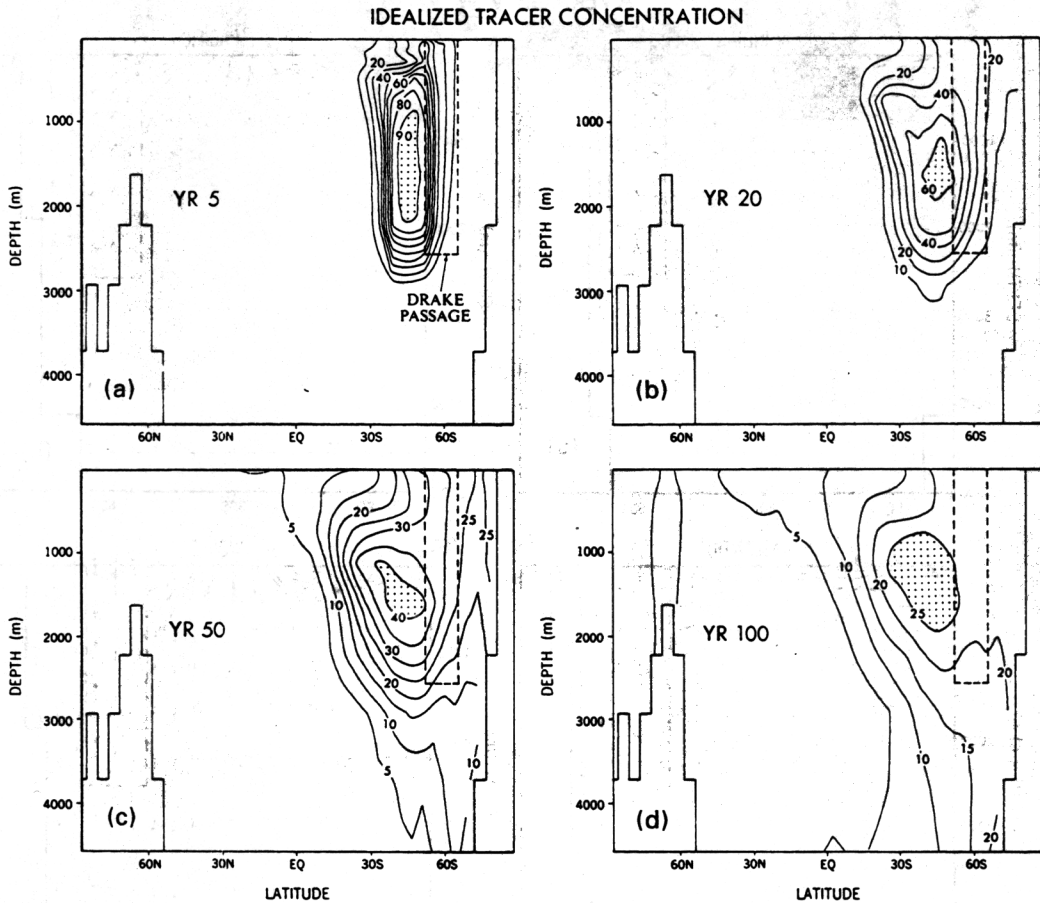 IDEALIZED TRACER CONCENTRATION
DEPTH (m)
1000
2000
3000
4000
20
40
60
80
90
YR 5
DRAKE
PASSAGE
(a)
60N
30N
EQ
30S
60S
DEPTH (m)
1000
2000
3000
4000
20
20
40
60
40
20
10
YR 20
(b)
60N
30N
EQ
30S
60S
DEPTH (m)
1000
2000
3000
4000
5
20
30
25
25
10
40
30
20
10
5
10
YR 50
(c)
60N
30N
EQ
30S
60S
LATITUDE
DEPTH (m)
1000
2000
3000
4000
5
10
20
25
20
15
10
20
YR 100
(d)
60N
30N
EQ
30S
60S
LATITUDE